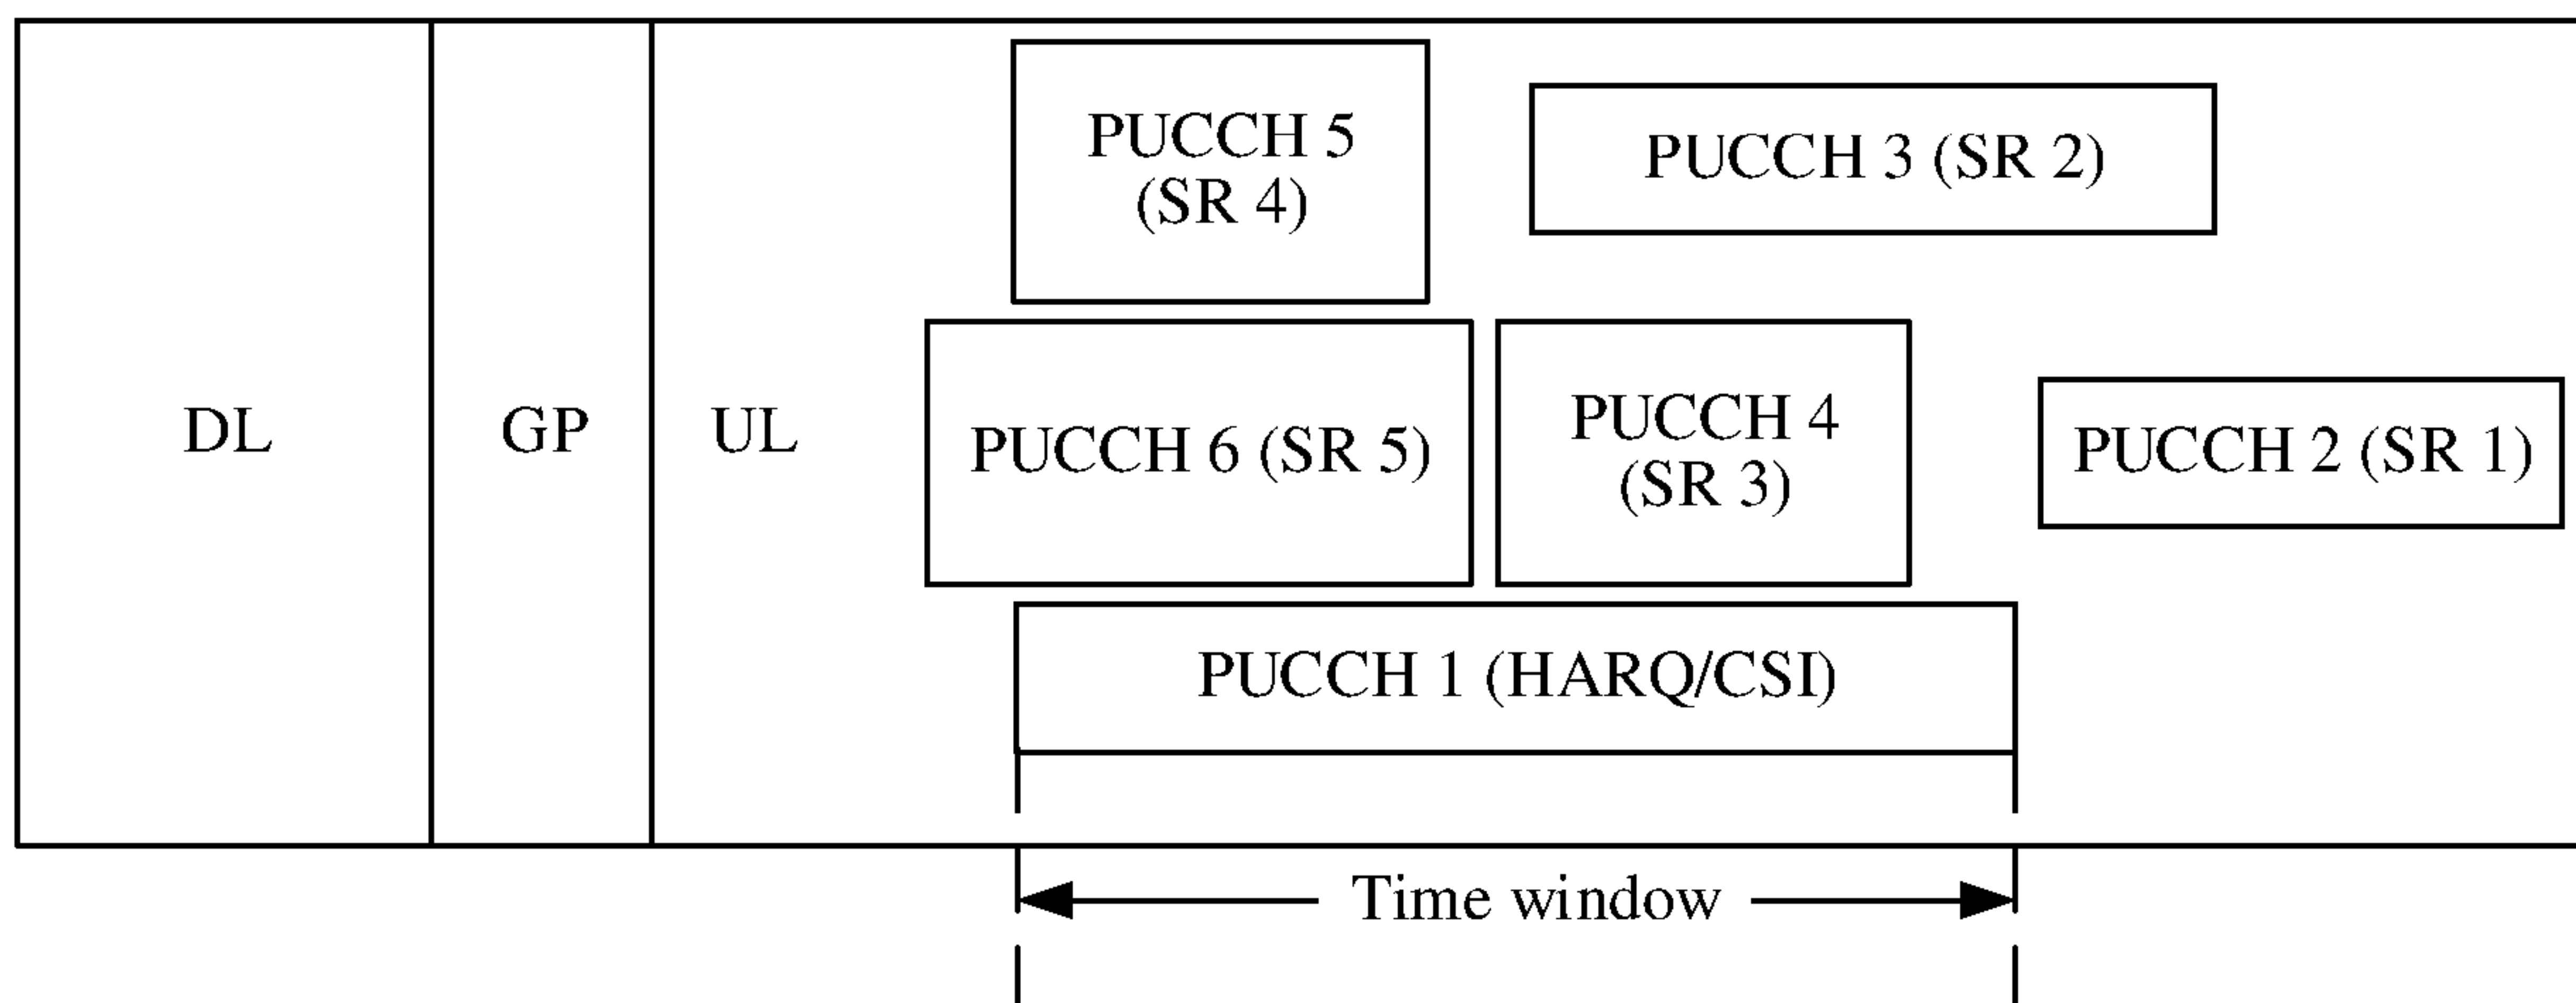 PUCCH 5
(SR 4)
PUCCH 3 (SR 2)
DL
GP
UL
PUCCH 6 (SR 5)
PUCCH 4
(SR 3)
PUCCH 2 (SR 1)
PUCCH 1 (HARQ/CSI)
Time window